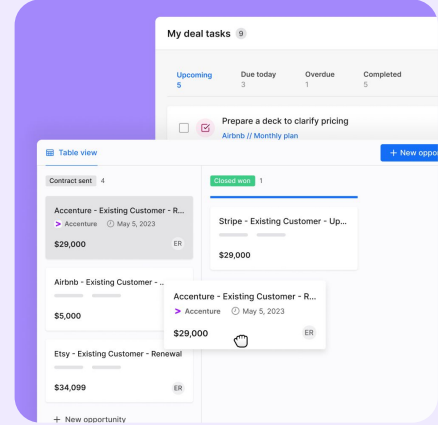 My deal tasks 9
Upcoming Due today Overdue Completed
5 3 1 5
Prepare a deck to clarify pricing
Airbnb // Monthly plan
Table view
+ New oppor
Contract sent 4
Closed won 1
Accenture - Existing Customer - R...
Accenture May 5, 2023
$29,000 ER
Stripe - Existing Customer - Up...
$29,000
Airbnb - Existing Customer - ..
$5,000
Accenture - Existing Customer - R...
Accenture May 5, 2023
$29,000 ER
Etsy - Existing Customer - Renewal
$34,099 ER
+ New opportunity